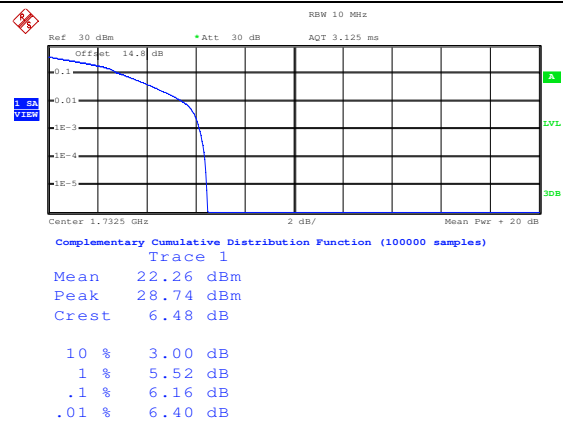 RBW 10 MHz
Ref 30 dBm *Att 30 dB AQT 3.125 ms
Offset 14.8 dB
0.1
A
1 SA
VIEW
0.01
LVL
1E-3
1E-4
1E-5
3DB
Center 1.7325 GHz 2 dB/ Mean Pwr + 20 dB
Complementary Cumulative Distribution Function (100000 samples)
Trace 1
Mean 22.26 dBm
Peak 28.74 dBm
Crest 6.48 dB
10 % 3.00 dB
1 % 5.52 dB
.1 % 6.16 dB
.01 % 6.40 dB